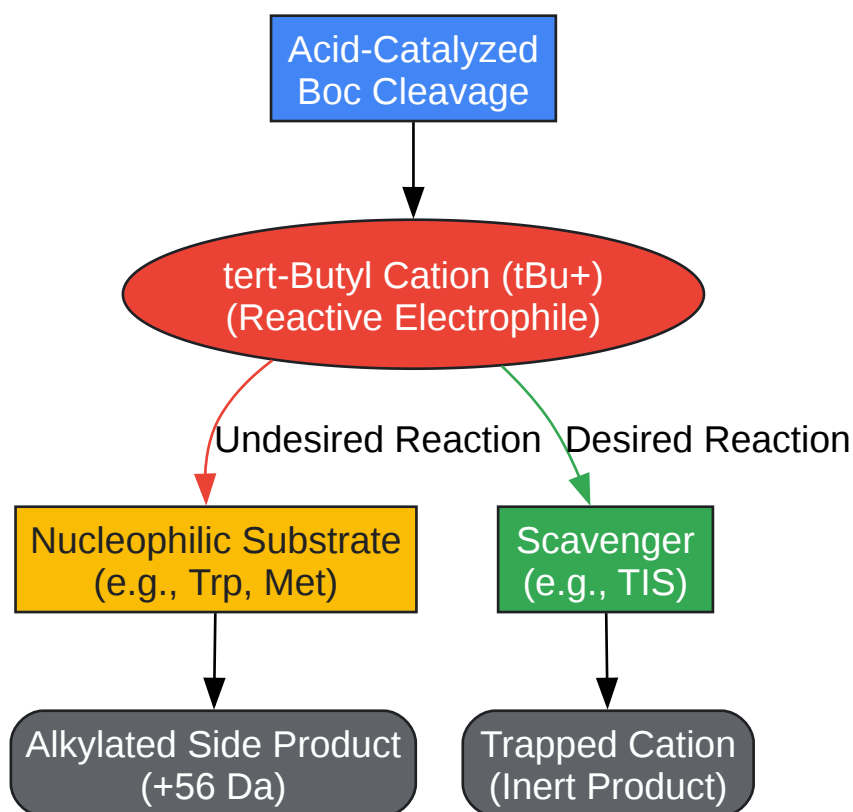 Acid-Catalyzed
Boc Cleavage
tert-Butyl Cation (tBu+)
(Reactive Electrophile)
Undesired Reaction
Desired Reaction
Nucleophilic Substrate
(e.g., Trp, Met)
Scavenger
(e.g., TIS)
Alkylated Side Product
(+56 Da)
Trapped Cation
(Inert Product)